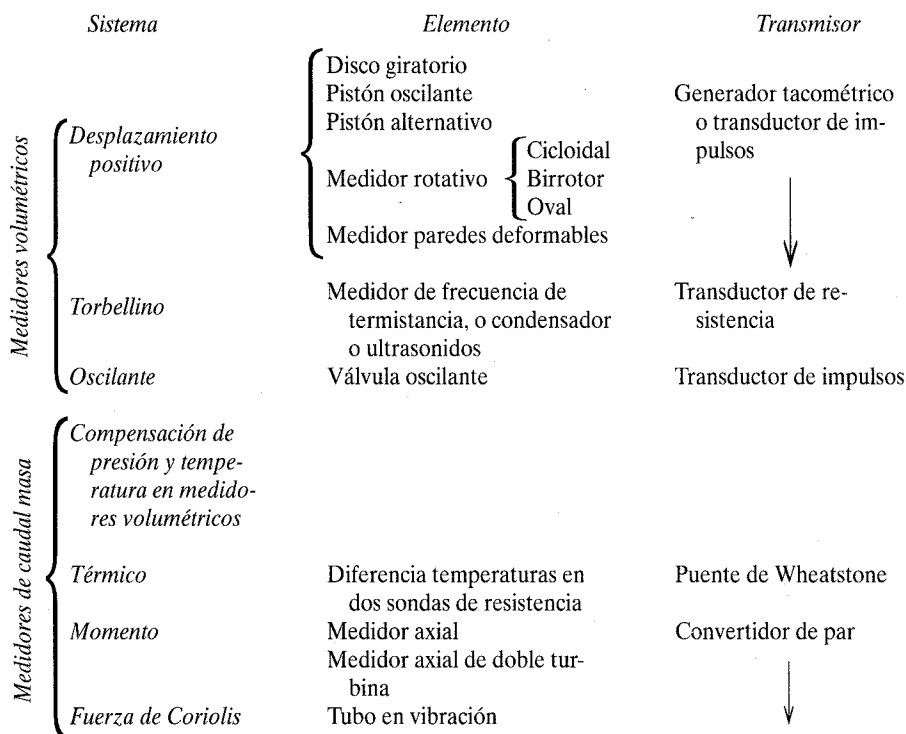 Sistema Elemento Transmisor
Medidores volumétricos
Desplazamiento
positivo
Disco giratorio
Pistón oscilante
Pistón alternativo
Medidor rotativo
Cicloidal
Birrotor
Oval
Medidor paredes deformables
Generador tacométrico
o transductor de im-
pulsos
Torbellino
Medidor de frecuencia de
termistancia, o condensador
o ultrasonidos
Transductor de re-
sistencia
Oscilante
Válvula oscilante
Transductor de impulsos
Medidores de caudal masa
Compensación de
presión y tempe-
ratura en medido-
res volumétricos
Térmico
Diferencia temperaturas en
dos sondas de resistencia
Puente de Wheatstone
Momento
Medidor axial
Medidor axial de doble tur-
bina
Convertidor de par
Fuerza de Coriolis
Tubo en vibración